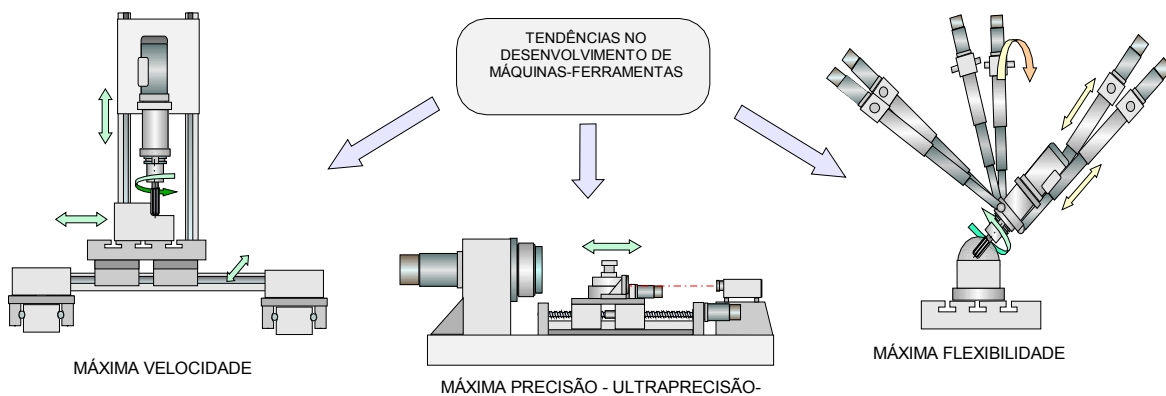 TENDÊNCIAS NO
DESENVOLVIMENTO DE
MÁQUINAS-FERRAMENTAS
MÁXIMA VELOCIDADE
MÁXIMA PRECISÃO - ULTRAPRECISÃO-
MÁXIMA FLEXIBILIDADE